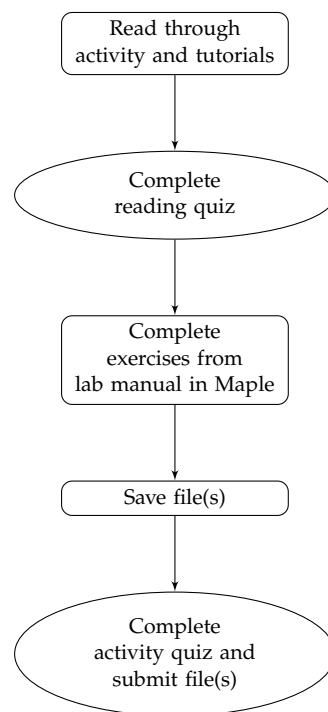 Read through
activity and tutorials
Complete
reading quiz
Complete
exercises from
lab manual in Maple
Save file(s)
Complete
activity quiz and
submit file(s)